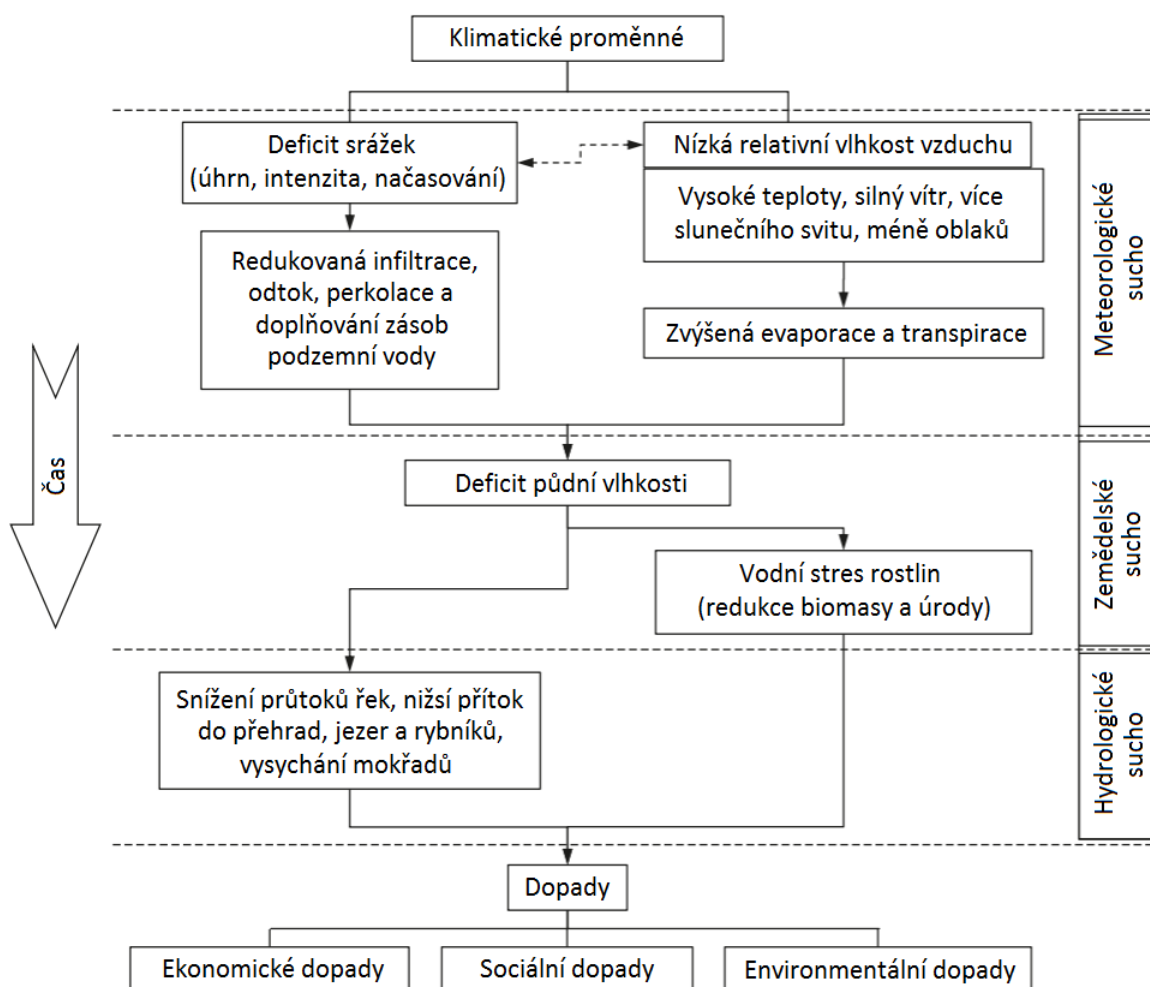 Klimatické proměnné
Deficit srážek
(úhrn, intenzita, načasování)
Nízká relativní vlhkost vzduchu
Vysoké teploty, silný vítr, více
slunečního svitu, méně oblaků
Redukovaná infiltrace,
odtok, perkolace a
doplňování zásob
podzemní vody
Zvýšená evaporace a transpirace
Meteorologické
sucho
Čas
Deficit půdní vlhkosti
Vodní stres rostlin
(redukce biomasy a úrody)
Zemědelské
sucho
Snížení průtoků řek, nižsí přítok
do přehrad, jezer a rybníků,
vysychání mokřadů
Hydrologické
sucho
Dopady
Ekonomické dopady
Sociální dopady
Environmentální dopady